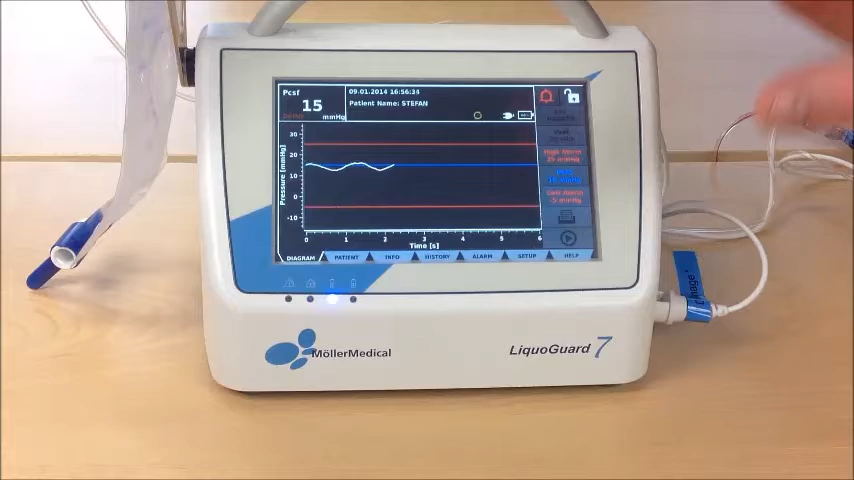 Pcsf
15
mmHg
09.01.2014 16:56:34
Patient Name: STEFAN
High Alarm
25 mmHg
Low Alarm
-5 mmHg
Pressure [mmHg]
30
20
10
0
-10
0 1 2 3 4 5 6
Time [s]
DIAGRAM PATIENT INFO HISTORY ALARM SETUP HELP
MöllerMedical
LiquoGuard 7